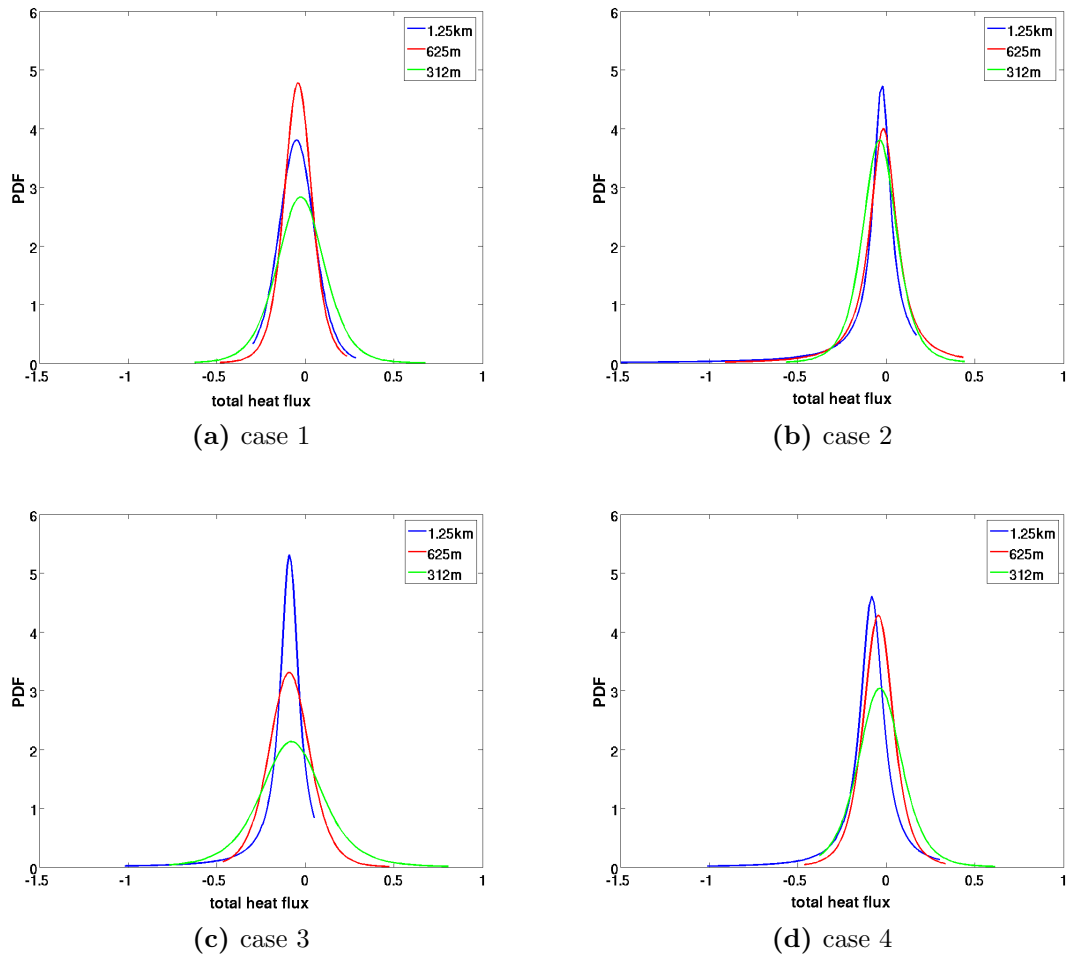 6
5
4
3
2
1
0
PDF
1.25km
625m
312m
-1.5 -1 -0.5 0 0.5 1
total heat flux
(a) case 1
6
5
4
3
2
1
0
PDF
1.25km
625m
312m
-1.5 -1 -0.5 0 0.5 1
total heat flux
(b) case 2
6
5
4
3
2
1
0
PDF
1.25km
625m
312m
-1.5 -1 -0.5 0 0.5 1
total heat flux
(c) case 3
6
5
4
3
2
1
0
PDF
1.25km
625m
312m
-1.5 -1 -0.5 0 0.5 1
total heat flux
(d) case 4